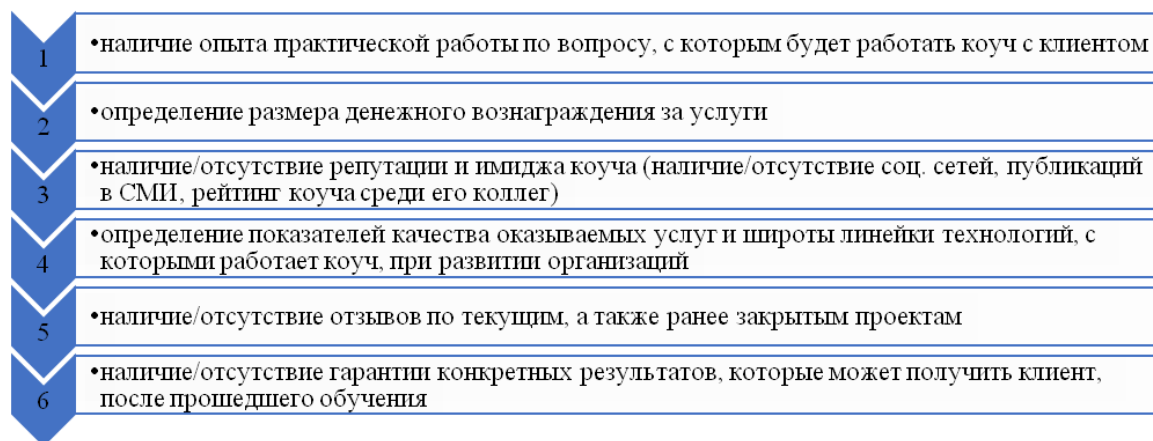 1
•наличие опыта практической работы по вопросу, с которым будет работать коуч с клиентом
2
•определение размера денежного вознаграждения за услуги
3
•наличие/отсутствие репутации и имиджа коуча (наличие/отсутствие соц. сетей, публикаций
в СМИ, рейтинг коуча среди его коллег)
4
•определение показателей качества оказываемых услуг и широты линейки технологий, с
которыми работает коуч, при развитии организаций
5
•наличие/отсутствие отзывов по текущим, а также ранее закрытым проектам
6
•наличие/отсутствие гарантии конкретных результатов, которые может получить клиент,
после прошедшего обучения